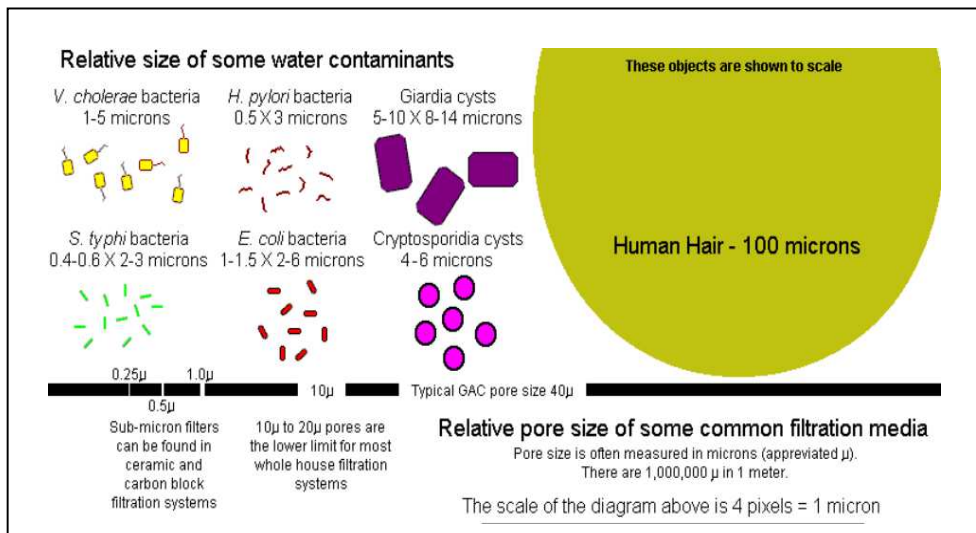 Relative size of some water contaminants
These objects are shown to scale
V. cholerae bacteria
1-5 microns
H. pylori bacteria
0.5 X 3 microns
Giardia cysts
5-10 X 8-14 microns
Human Hair - 100 microns
S. typhi bacteria
0.4-0.6 X 2-3 microns
E. coli bacteria
1-1.5 X 2-6 microns
Cryptosporidia cysts
4-6 microns
0.25µ
1.0µ
0.5µ
10µ
Typical GAC pore size 40µ
Sub-micron filters
can be found in
ceramic and
carbon block
filtration systems
10µ to 20µ pores are
the lower limit for most
whole house filtration
systems
Relative pore size of some common filtration media
Pore size is often measured in microns (appreviated µ).
There are 1,000,000 µ in 1 meter.
The scale of the diagram above is 4 pixels = 1 micron